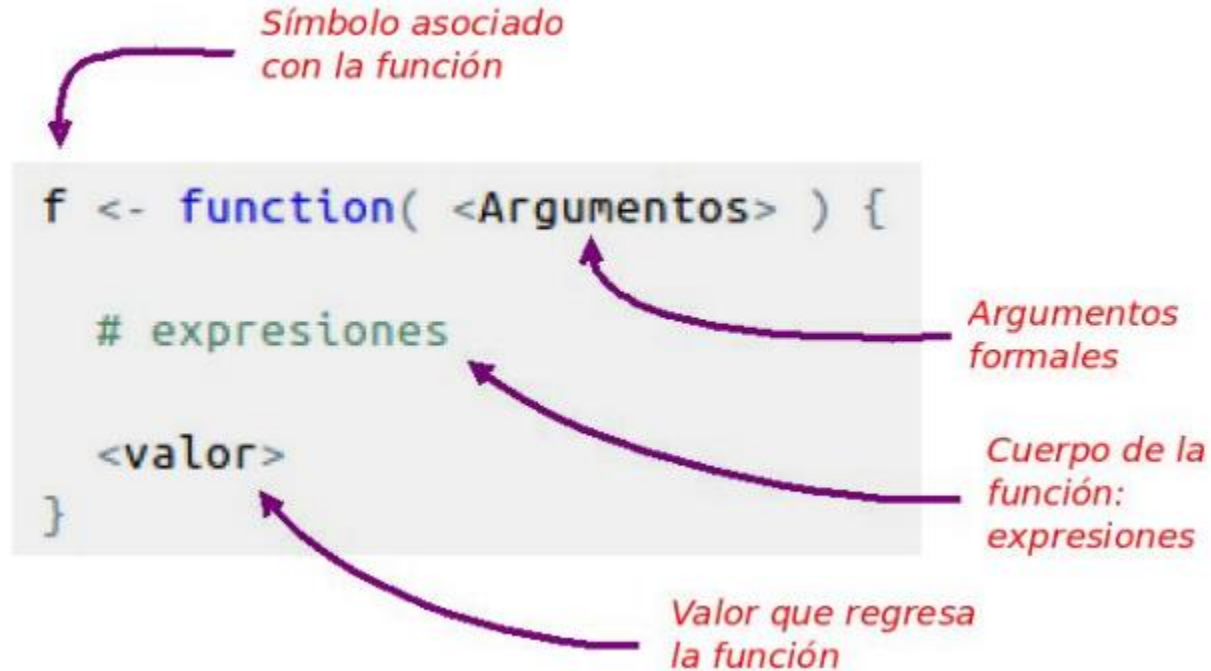 Símbolo asociado
con la función
f <- function( <Argumentos> ) {
# expresiones
Argumentos
formales
<valor>
Cuerpo de la
función:
expresiones
}
Valor que regresa
la función